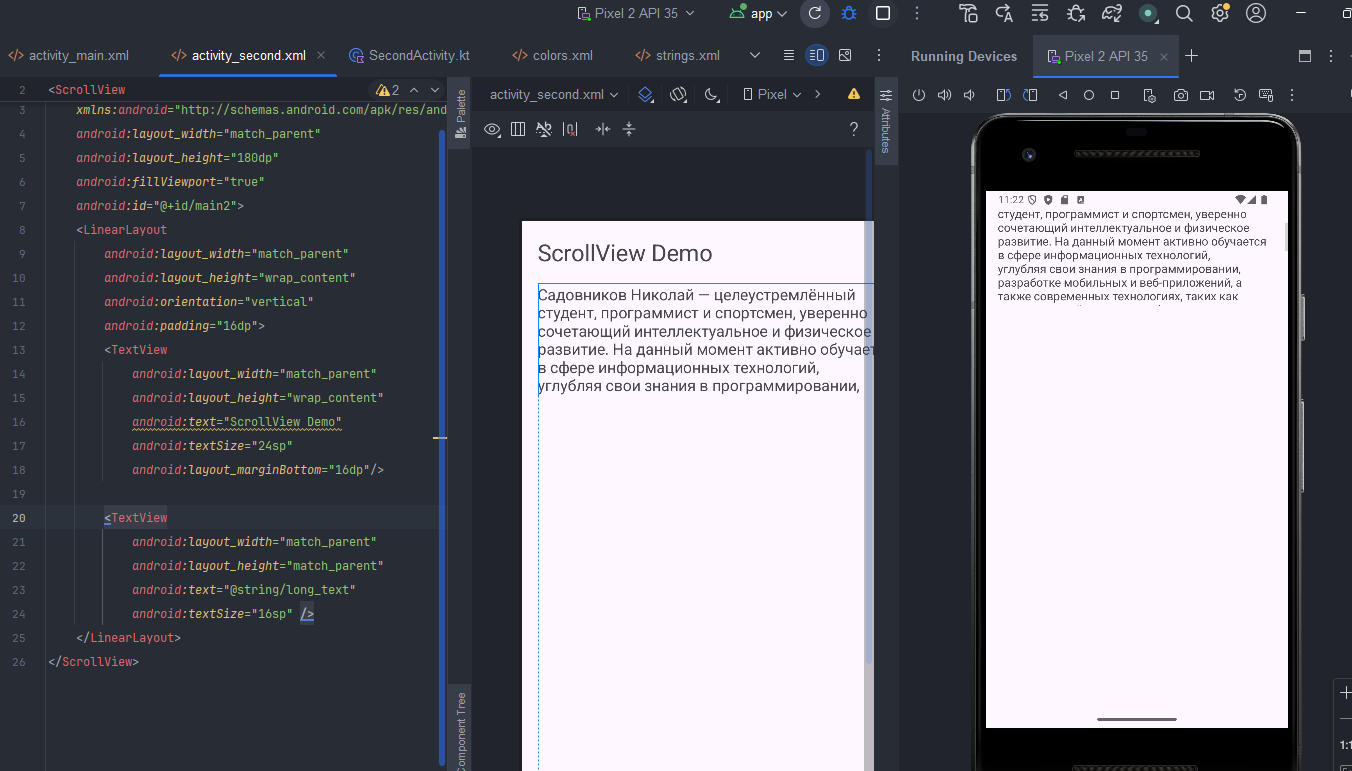 Pixel 2 API 35
app
activity_main.xml
activity_second.xml
SecondActivity.kt
colors.xml
strings.xml
Running Devices
Pixel 2 API 35
2 <ScrollView
2
3 xmlns:android="http://schemas.android.com/apk/res/and
4 android:layout_width="match_parent"
5 android:layout_height="180dp"
6 android:fillViewport="true"
7 android:id="@+id/main2">
8 <LinearLayout
9 android:layout_width="match_parent"
10 android:layout_height="wrap_content"
11 android:orientation="vertical"
12 android:padding="16dp">
13 <TextView
14 android:layout_width="match_parent"
15 android:layout_height="wrap_content"
16 android:text="ScrollView Demo"
17 android:textSize="24sp"
18 android:layout_marginBottom="16dp"/>
19
20 <TextView
21 android:layout_width="match_parent"
22 android:layout_height="match_parent"
23 android:text="@string/long_text"
24 android:textSize="16sp" />
25 </LinearLayout>
26 </ScrollView>
Palette
Component Tree
activity_second.xml
Pixel
?
Attributes
ScrollView Demo
Садовников Николай — целеустремлённый
студент, программист и спортсмен, уверенно
сочетающий интеллектуальное и физическое
развитие. На данный момент активно обучает
в сфере информационных технологий,
углубляя свои знания в программировании,
11:22
студент, программист и спортсмен, уверенно
сочетающий интеллектуальное и физическое
развитие. На данный момент активно обучается
в сфере информационных технологий,
углубляя свои знания в программировании,
разработке мобильных и веб-приложений, а
также современных технологиях, таких как
1:1